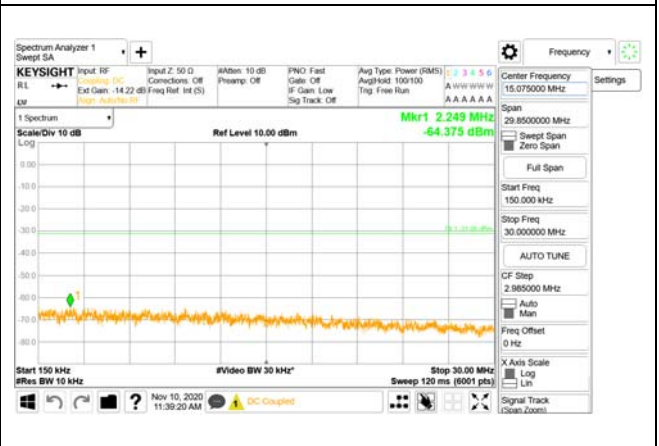 Spectrum Analyzer 1
Swept SA
Frequency
KEYSIGHT
RL
Input: RF
Coupling: DC
Ext Gain: -14.22 dB
Align: Auto/No RF
Input Z: 50 Ω
Corrections: Off
Freq Ref: Int (S)
#Atten: 10 dB
Preamp: Off
PNO: Fast
Gate: Off
IF Gain: Low
Sig Track: Off
Avg Type: Power (RMS)
Avg|Hold: 100/100
Trig: Free Run
1 2 3 4 5 6
A W W W W W
A A A A A A
1 Spectrum
Scale/Div 10 dB
Log
Ref Level 10.00 dBm
Mkr1 2.249 MHz
-64.375 dBm
0.00
-10.0
-20.0
-30.0
-40.0
-50.0
-60.0
-70.0
-80.0
1
Start 150 kHz
#Res BW 10 kHz
#Video BW 30 kHz*
Stop 30.00 MHz
Sweep 120 ms (6001 pts)
Nov 10, 2020
11:39:20 AM
DC Coupled
Center Frequency
15.075000 MHz
Settings
Span
29.8500000 MHz
Swept Span
Zero Span
Full Span
Start Freq
150.000 kHz
Stop Freq
30.000000 MHz
AUTO TUNE
CF Step
2.985000 MHz
Auto
Man
Freq Offset
0 Hz
X Axis Scale
Log
Lin
Signal Track
(Span Zoom)